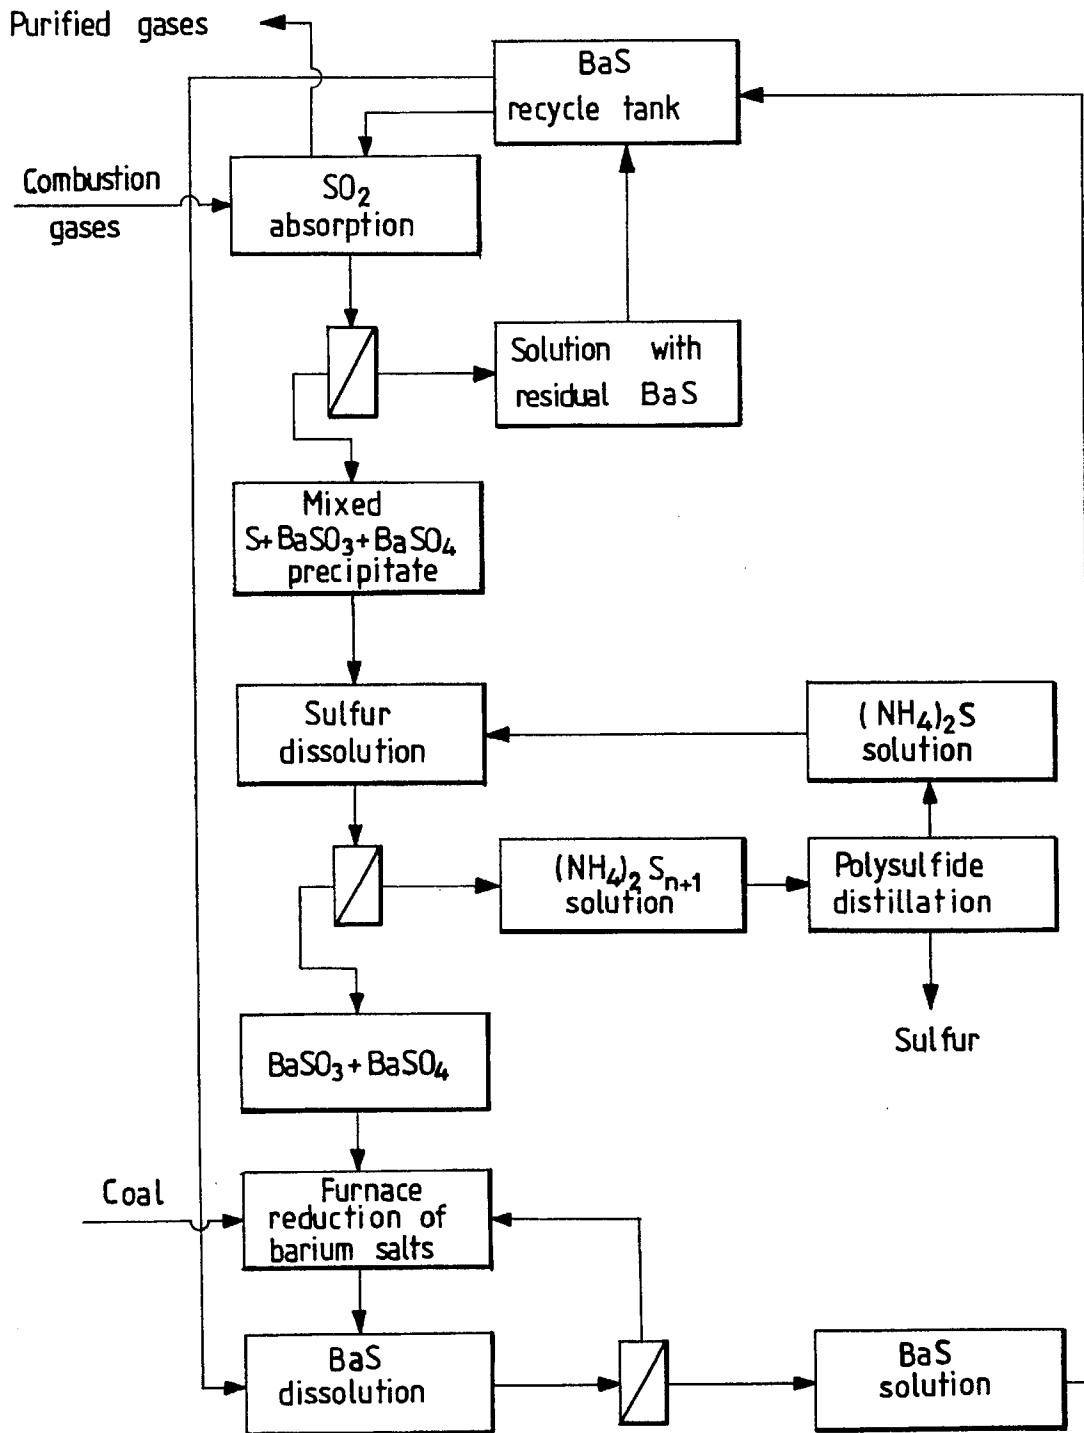 Purified gases
BaS
recycle tank
Combustion
gases
SO₂
absorption
Solution with
residual BaS
Mixed
S+BaSO₃+BaSO₄
precipitate
Sulfur
dissolution
(NH₄)₂S
solution
(NH₄)₂ Sₙ₊₁
solution
Polysulfide
distillation
Sulfur
BaSO₃+BaSO₄
Coal
Furnace
reduction of
barium salts
BaS
dissolution
BaS
solution